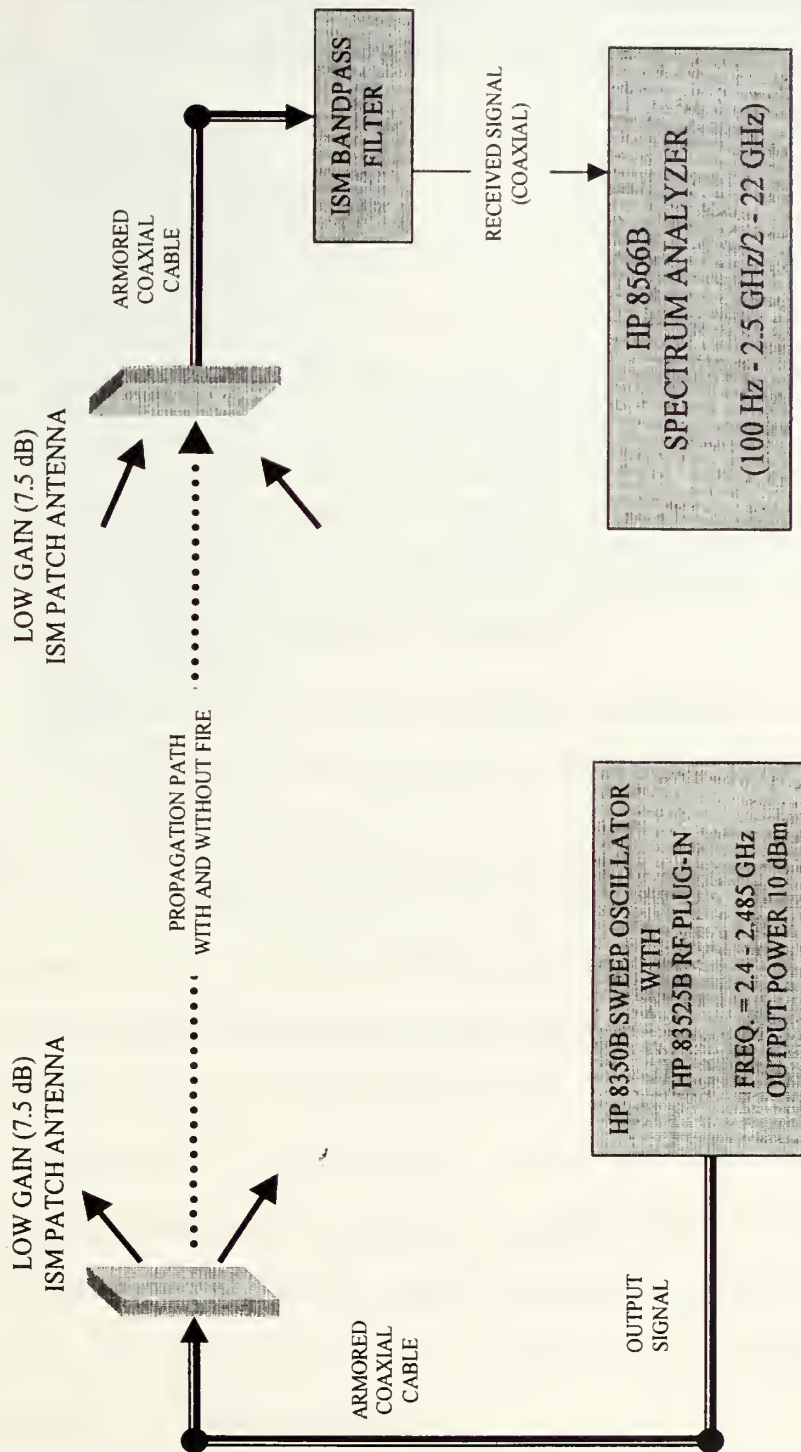 LOW GAIN (7.5 dB)
ISM PATCH ANTENNA
ARMORED
COAXIAL
CABLE
OUTPUT
SIGNAL
HP 8350B SWEEP OSCILLATOR
WITH
HP 83525B RF PLUG-IN
FREQ. = 2.4 - 2.485 GHz
OUTPUT POWER 10 dBm
PROPAGATION PATH
WITH AND WITHOUT FIRE
LOW GAIN (7.5 dB)
ISM PATCH ANTENNA
ARMORED
COAXIAL
CABLE
ISM BANDPASS
FILTER
RECEIVED SIGNAL
(COAXIAL)
HP 8566B
SPECTRUM ANALYZER
(100 Hz - 2.5 GHz/2 - 22 GHz)